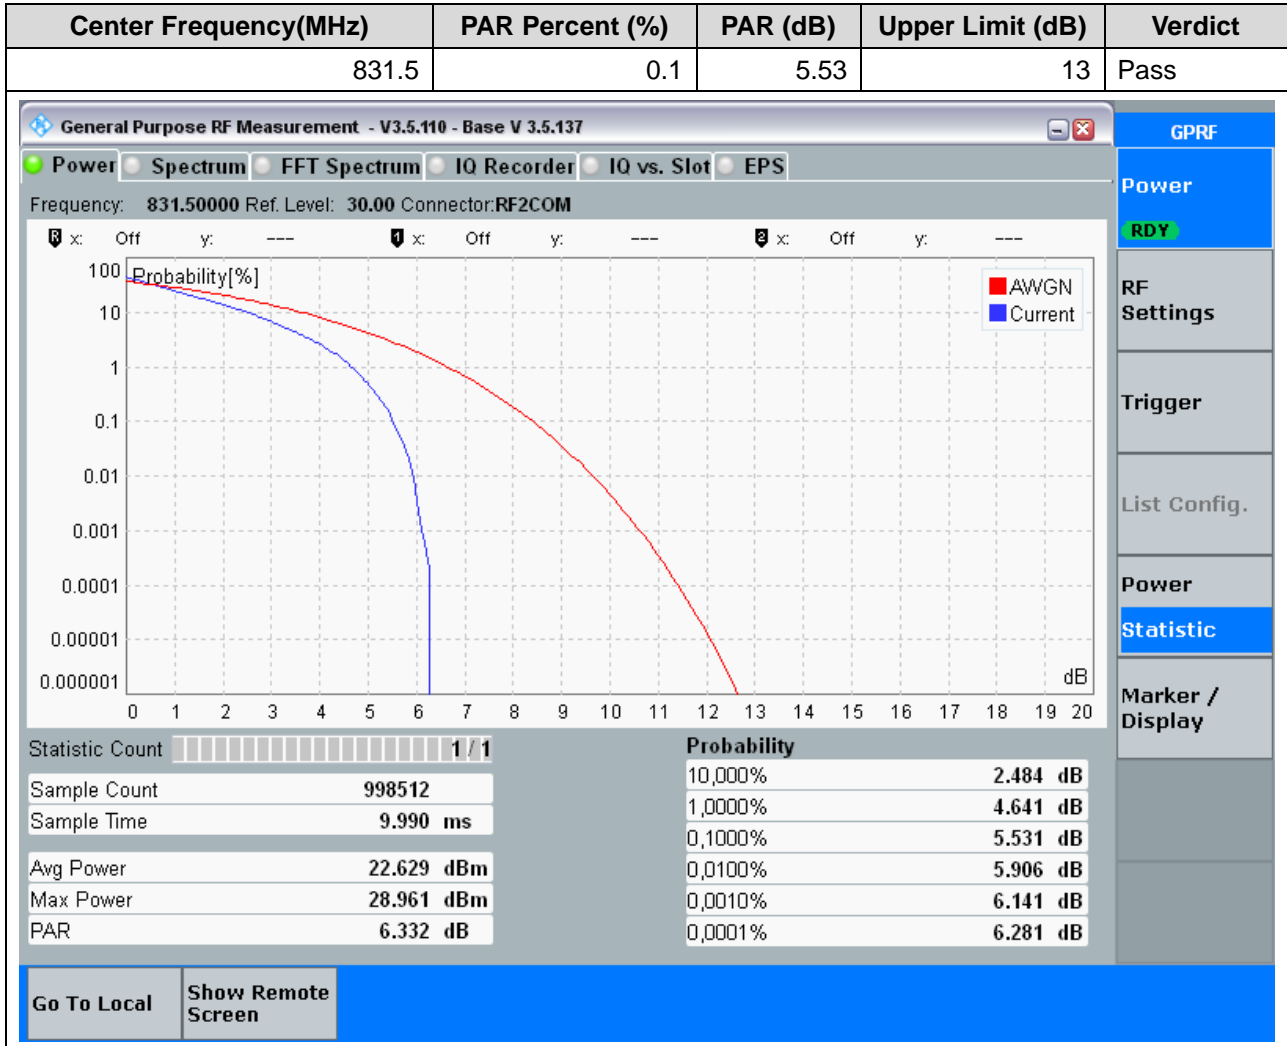 Center Frequency(MHz) PAR Percent (%) PAR (dB) Upper Limit (dB) Verdict
831.5 0.1 5.53 13 Pass
General Purpose RF Measurement - V3.5.110 - Base V 3.5.137
GPRF
Power Spectrum FFT Spectrum IQ Recorder IQ vs. Slot EPS
Power
RDY
Frequency: 831.50000 Ref. Level: 30.00 Connector:RF2COM
R x: Off y: --- 1 x: Off y: --- 2 x: Off y: ---
Probability[%]
AWGN
Current
100
10
1
0.1
0.01
0.001
0.0001
0.00001
0.000001
dB
0 1 2 3 4 5 6 7 8 9 10 11 12 13 14 15 16 17 18 19 20
RF
Settings
Trigger
List Config.
Power
Statistic
Marker /
Display
Statistic Count 1 / 1
Sample Count 998512
Sample Time 9.990 ms
Avg Power 22.629 dBm
Max Power 28.961 dBm
PAR 6.332 dB
Probability
10,000% 2.484 dB
1,0000% 4.641 dB
0,1000% 5.531 dB
0,0100% 5.906 dB
0,0010% 6.141 dB
0,0001% 6.281 dB
Go To Local
Show Remote
Screen